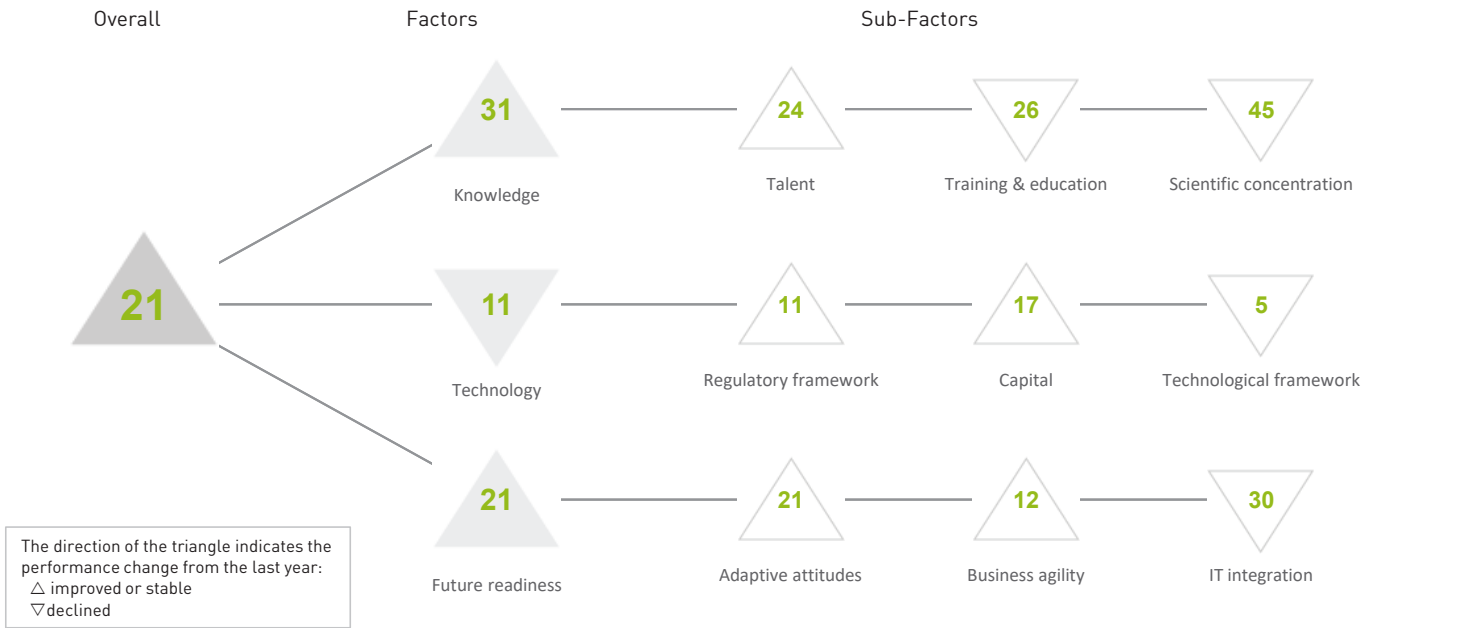 Overall
Factors
Sub-Factors
31
Knowledge
24
Talent
26
Training & education
45
Scientific concentration
21
11
Technology
11
Regulatory framework
17
Capital
5
Technological framework
21
Future readiness
21
Adaptive attitudes
12
Business agility
30
IT integration
The direction of the triangle indicates the
performance change from the last year:
△ improved or stable
▽ declined